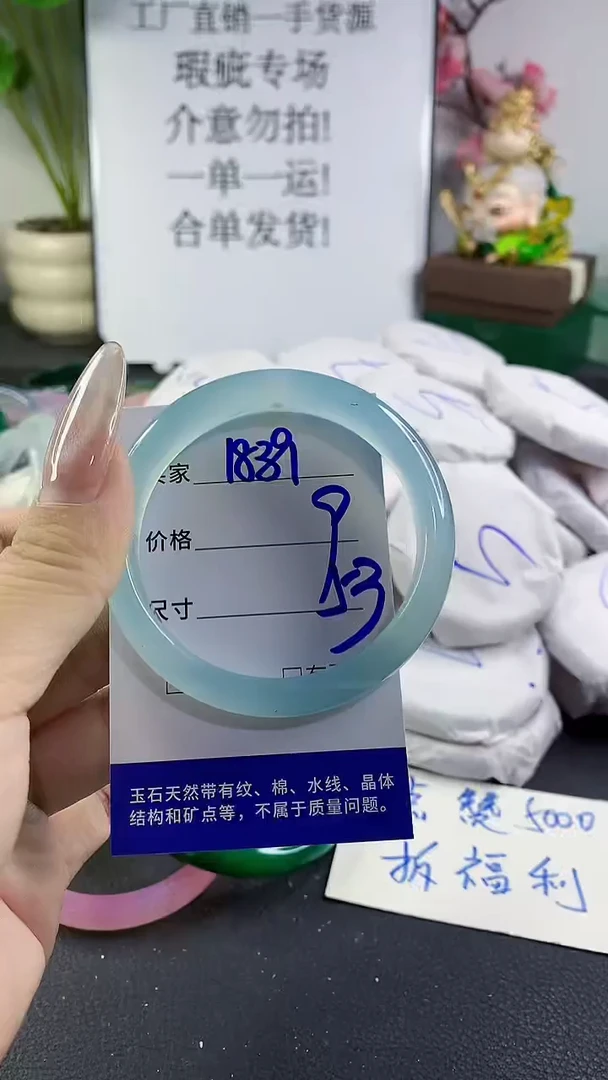 工厂直销一手货源
瑕疵专场
介意勿拍!
一单一运!
合单发货!
家 1839
价格
尺寸 53
玉石天然带有纹、棉、水线、晶体
结构和矿点等，不属于质量问题。
赞 5000
拆福利